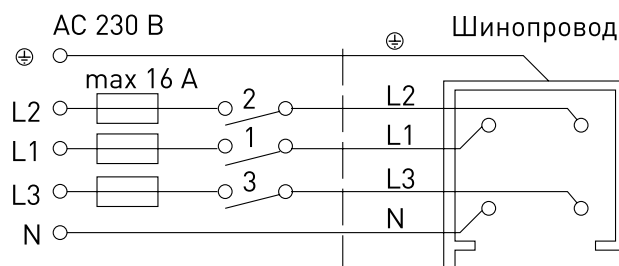 AC 230 В
⏚ ⏚ Шинопровод
max 16 A
L2 2 L2
L1 1 L1
L3 3 L3
N N